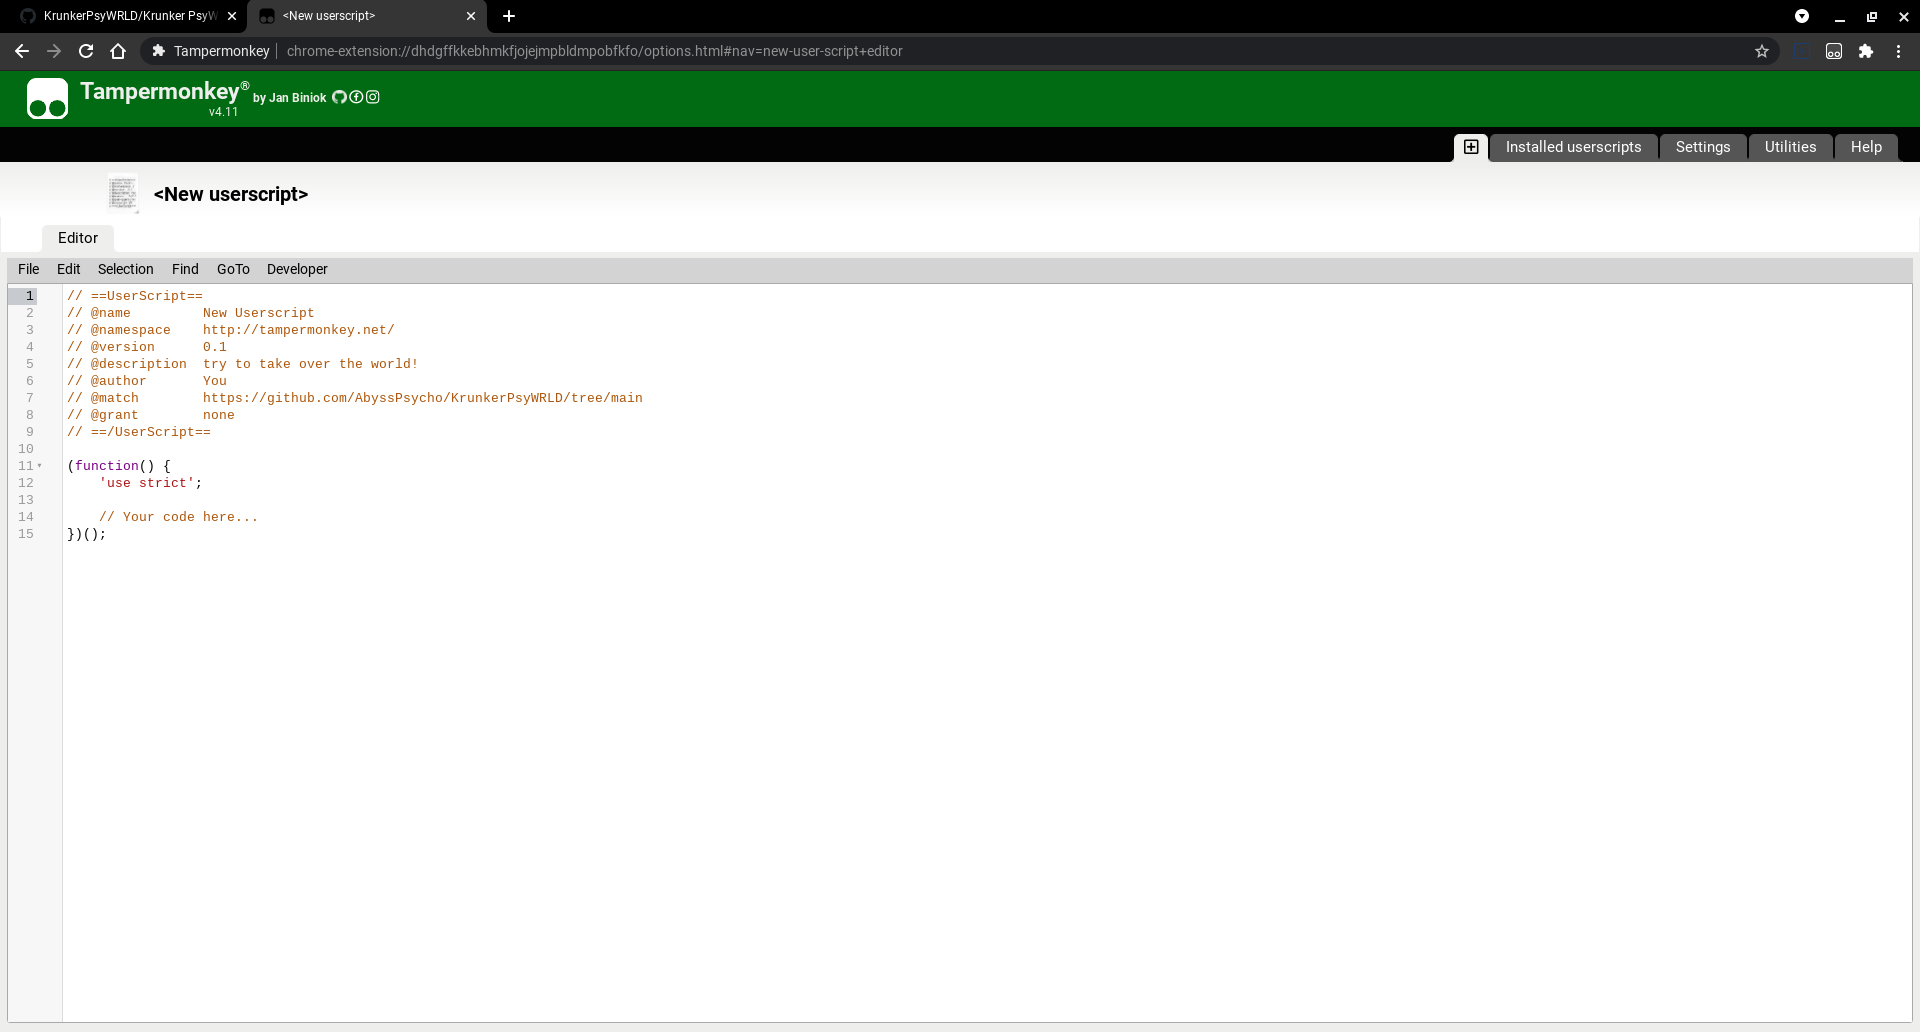 KrunkerPsyWRLD/Krunker PsyW
<New userscript>
Tampermonkey
chrome-extension://dhdgffkkebhmkfjojejmpbldmpobfkfo/options.html#nav=new-user-script+editor
Tampermonkey® by Jan Biniok
v4.11
Installed userscripts
Settings
Utilities
Help
<New userscript>
Editor
File Edit Selection Find GoTo Developer
1 // ==UserScript==
2 // @name         New Userscript
3 // @namespace    http://tampermonkey.net/
4 // @version      0.1
5 // @description  try to take over the world!
6 // @author       You
7 // @match        https://github.com/AbyssPsycho/KrunkerPsyWRLD/tree/main
8 // @grant        none
9 // ==/UserScript==
10
11 (function() {
12     'use strict';
13
14     // Your code here...
15 })();